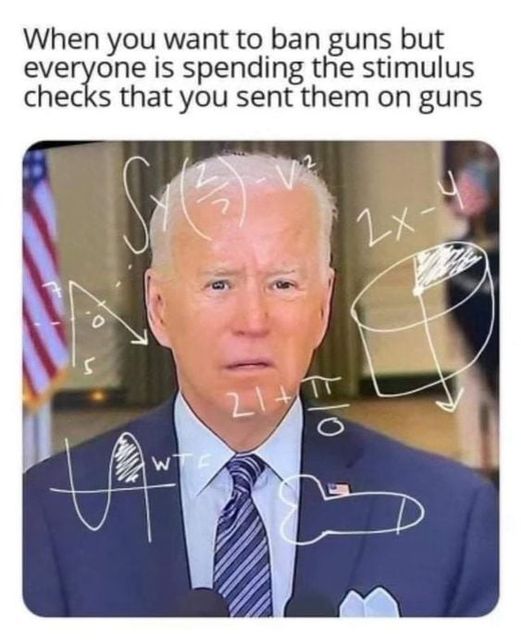 When you want to ban guns but
everyone is spending the stimulus
checks that you sent them on guns
2x-4
21+π/0
WTF